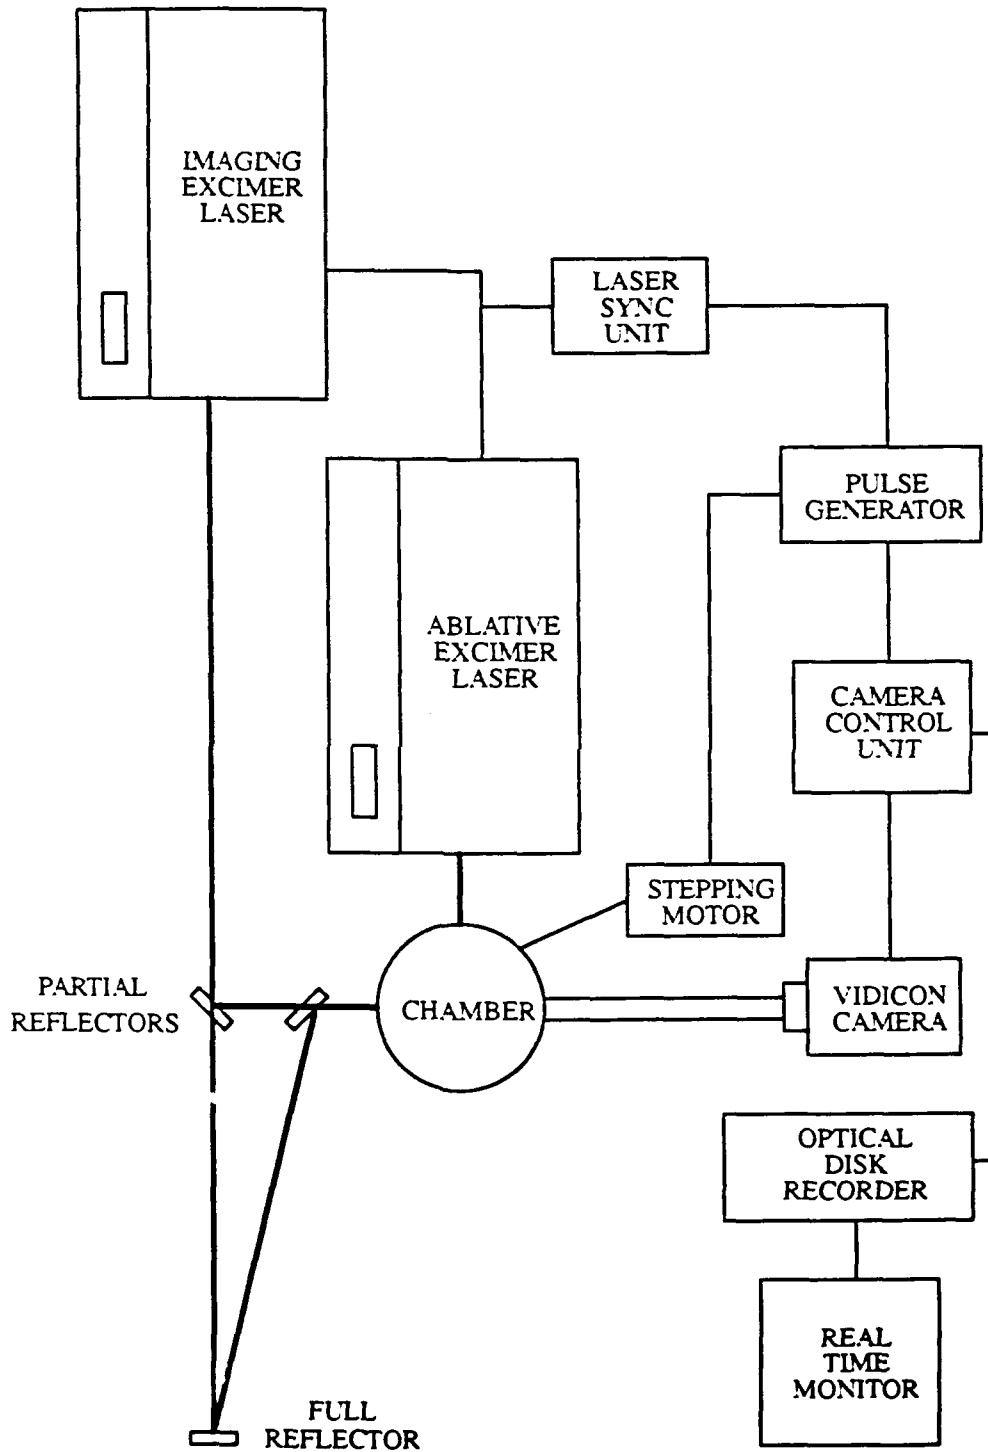 IMAGING
EXCIMER
LASER
LASER
SYNC
UNIT
PULSE
GENERATOR
ABLATIVE
EXCIMER
LASER
CAMERA
CONTROL
UNIT
STEPPING
MOTOR
PARTIAL
REFLECTORS
CHAMBER
VIDICON
CAMERA
OPTICAL
DISK
RECORDER
REAL
TIME
MONITOR
FULL
REFLECTOR